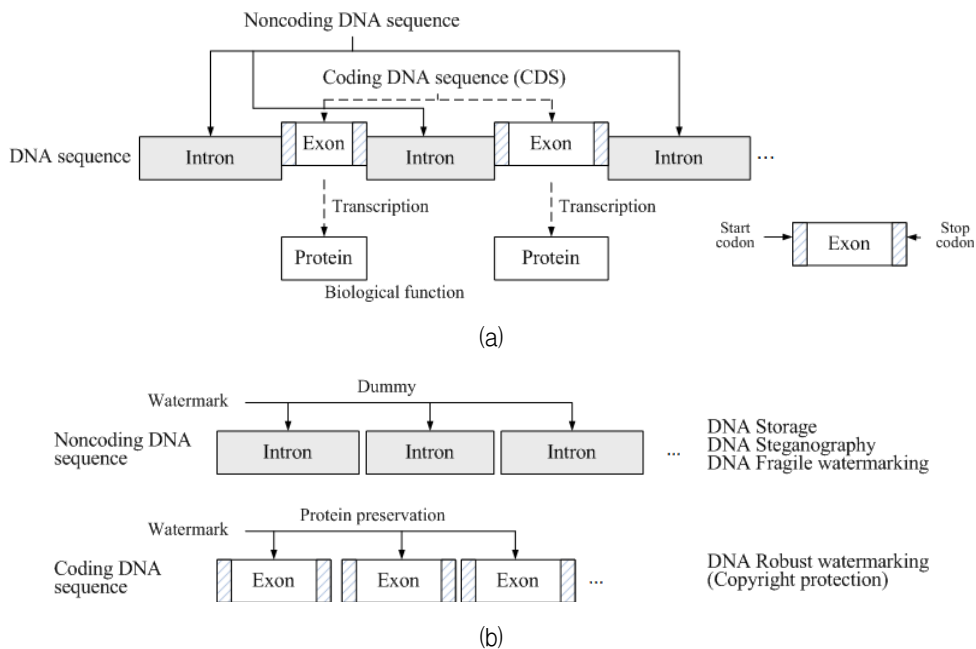 Noncoding DNA sequence
Coding DNA sequence (CDS)
DNA sequence
Intron
Exon
Intron
Exon
Intron
...
Transcription
Transcription
Protein
Protein
Biological function
Start
codon
Exon
Stop
codon
(a)
Watermark
Dummy
Noncoding DNA
sequence
Intron
Intron
Intron
...
DNA Storage
DNA Steganography
DNA Fragile watermarking
Watermark
Protein preservation
Coding DNA
sequence
Exon
Exon
Exon
...
DNA Robust watermarking
(Copyright protection)
(b)